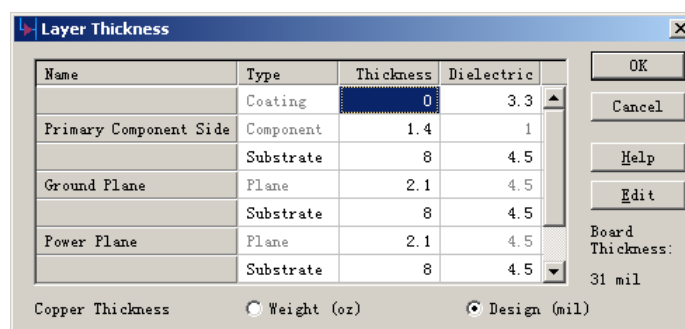 Layer Thickness
Name Type Thickness Dielectric
Coating 0 3.3
Primary Component Side Component 1.4 1
Substrate 8 4.5
Ground Plane Plane 2.1 4.5
Substrate 8 4.5
Power Plane Plane 2.1 4.5
Substrate 8 4.5
Copper Thickness Weight (oz) Design (mil)
OK
Cancel
Help
Edit
Board
Thickness:
31 mil